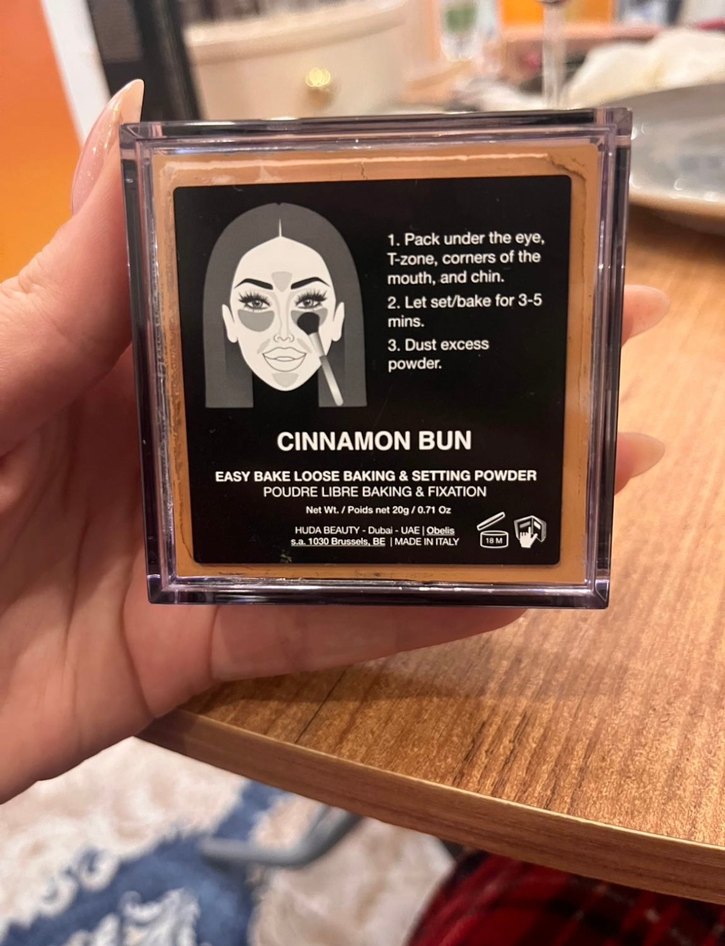 1. Pack under the eye,
T-zone, corners of the
mouth, and chin.
2. Let set/bake for 3-5
mins.
3. Dust excess
powder.
CINNAMON BUN
EASY BAKE LOOSE BAKING & SETTING POWDER
POUDRE LIBRE BAKING & FIXATION
Net Wt. / Poids net 20g / 0.71 Oz
HUDA BEAUTY - Dubai - UAE | Obelis
s.a. 1030 Brussels, BE | MADE IN ITALY
18 M